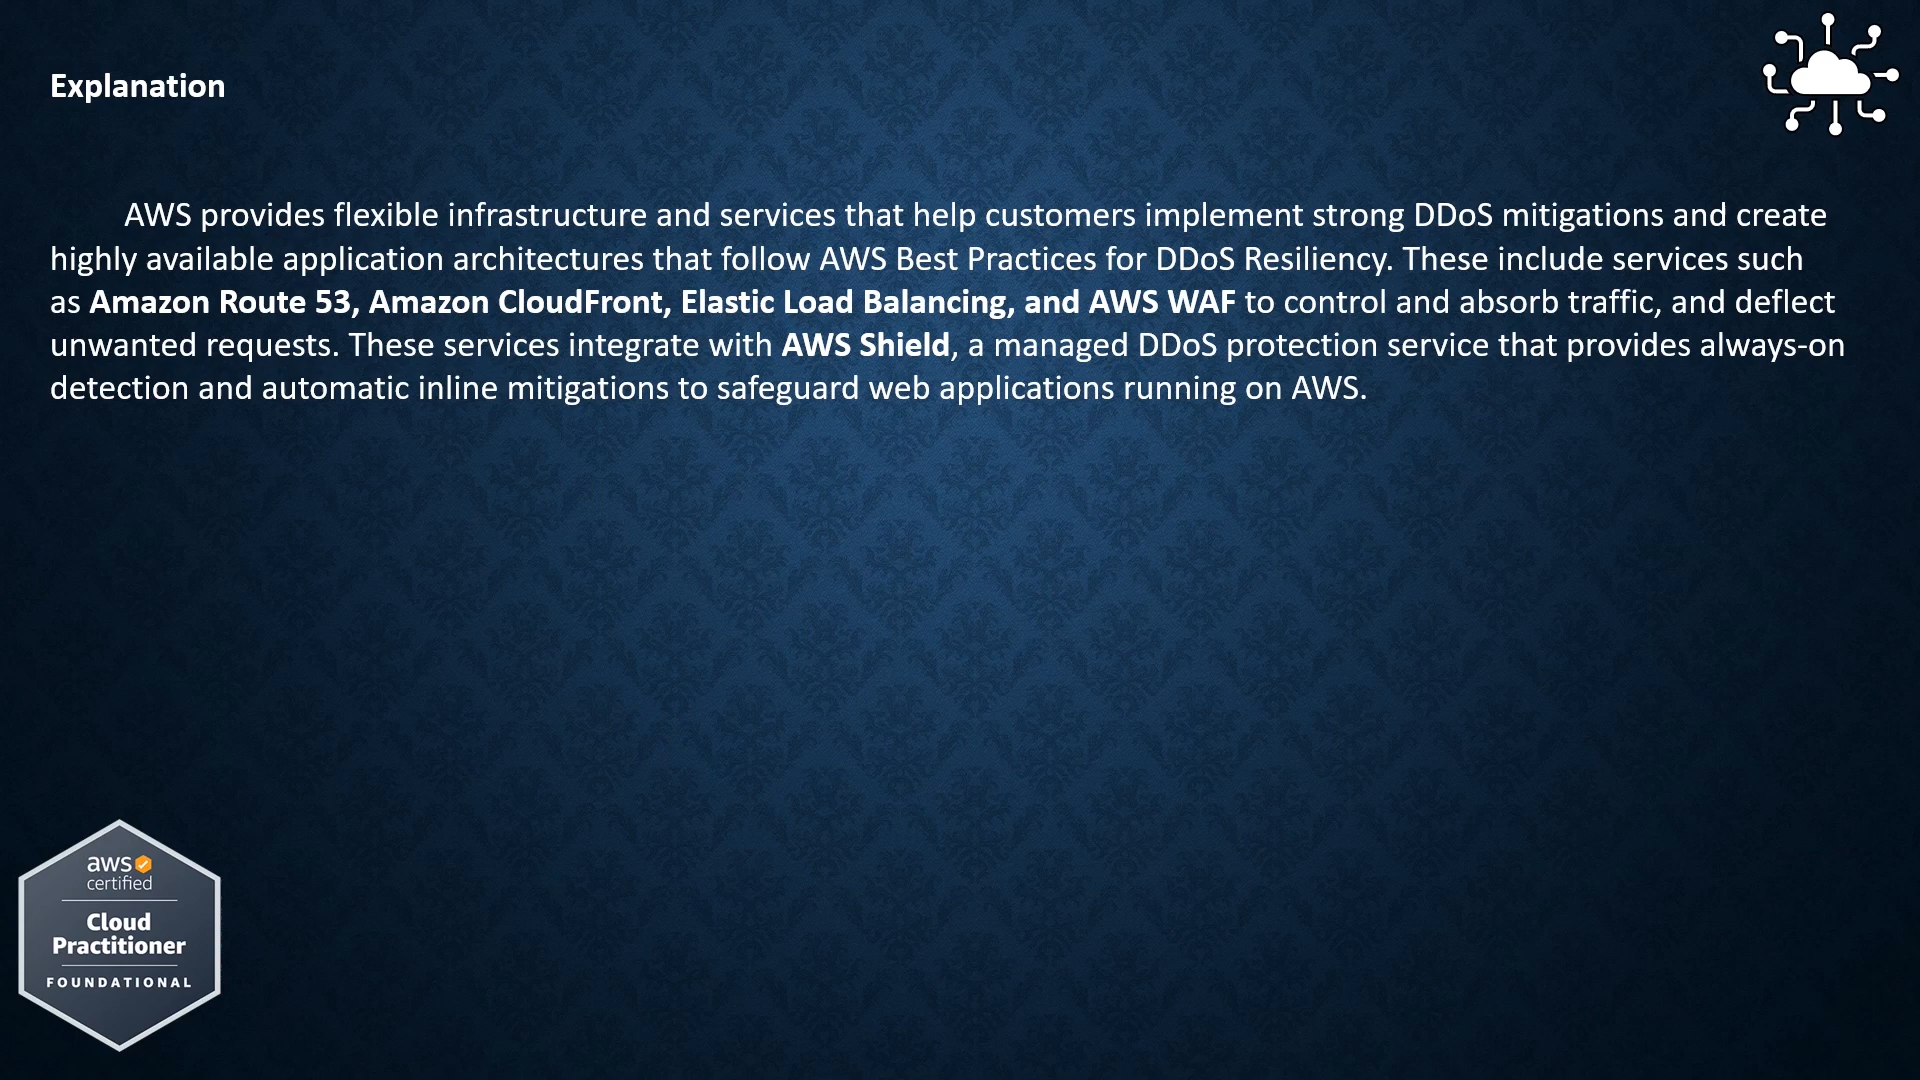 Explanation
AWS provides flexible infrastructure and services that help customers implement strong DDoS mitigations and create
highly available application architectures that follow AWS Best Practices for DDoS Resiliency. These include services such
as Amazon Route 53, Amazon CloudFront, Elastic Load Balancing, and AWS WAF to control and absorb traffic, and deflect
unwanted requests. These services integrate with AWS Shield, a managed DDoS protection service that provides always-on
detection and automatic inline mitigations to safeguard web applications running on AWS.
aws
certified
Cloud
Practitioner
FOUNDATIONAL